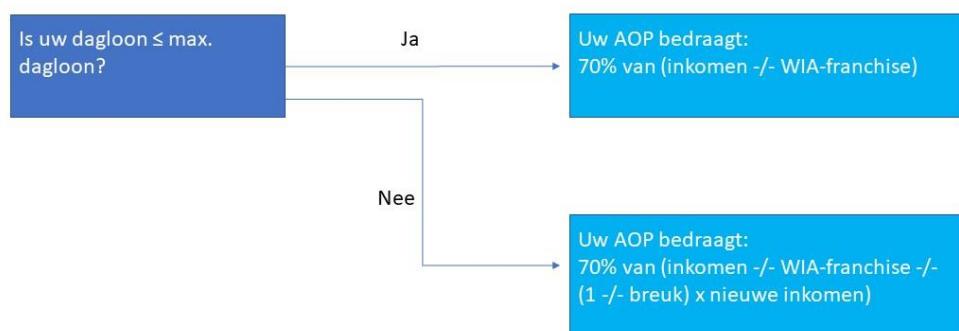 Is uw dagloon ≤ max.
dagloon?
Ja
Uw AOP bedraagt:
70% van (inkomen -/- WIA-franchise)
Nee
Uw AOP bedraagt:
70% van (inkomen -/- WIA-franchise -/-
(1 -/- breuk) x nieuwe inkomen)